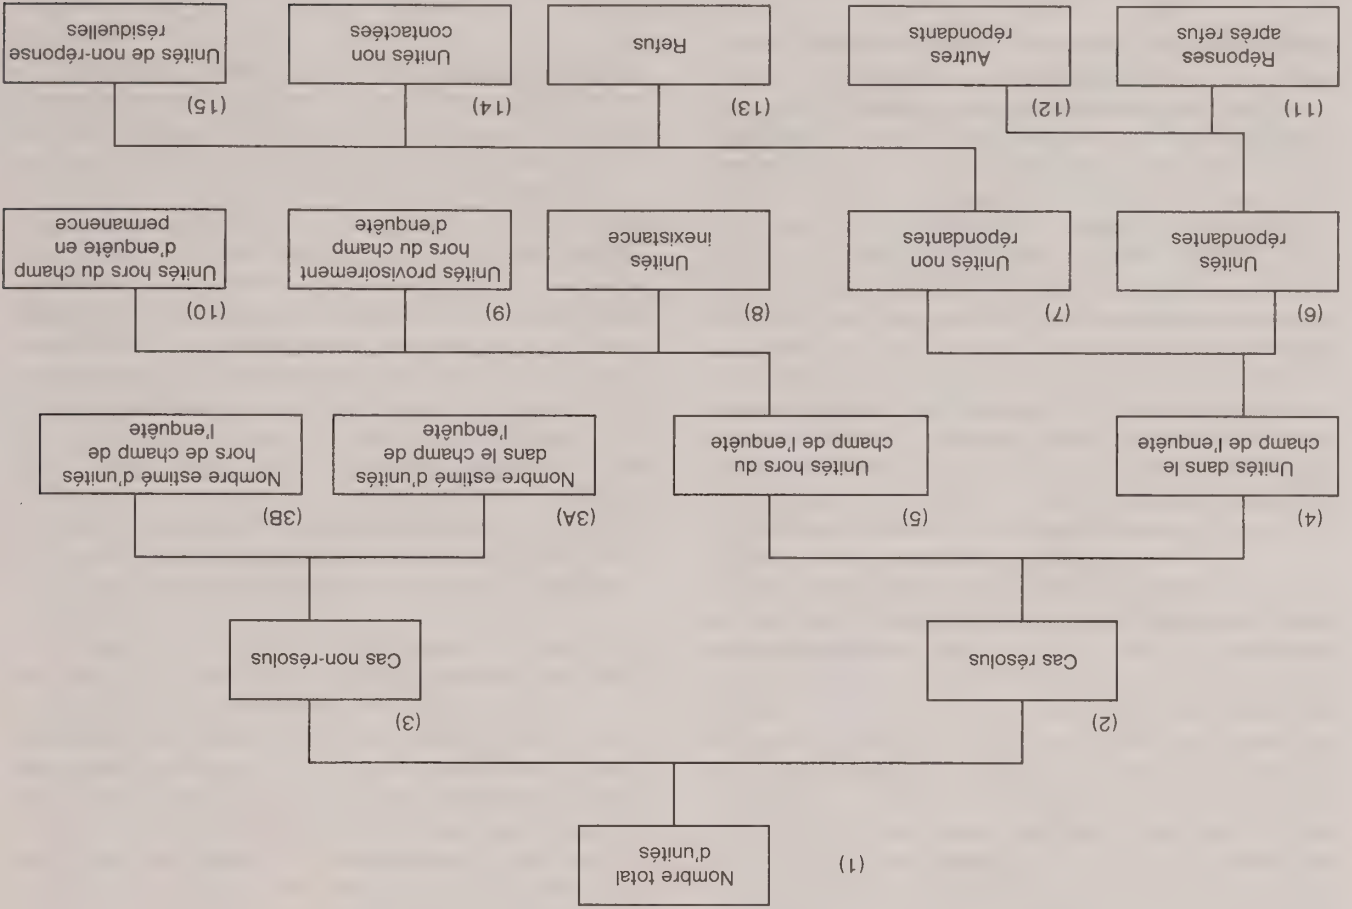 (1)
Nombre total
d'unités
(2)
Cas résolus
(3)
Cas non-résolus
(4)
Unités dans le
champ de l'enquête
(5)
Unités hors du
champ de l'enquête
(3A)
Nombre estimé d'unités
dans le champ de
l'enquête
(3B)
Nombre estimé d'unités
hors de champ de
l'enquête
(6)
Unités
répondantes
(7)
Unités non
répondantes
(8)
Unités
inexistance
(9)
Unités provisoirement
hors du champ
d'enquête
(10)
Unités hors du champ
d'enquête en
permanence
(11)
Réponses
après refus
(12)
Autres
répondants
(13)
Refus
(14)
Unités non
contactées
(15)
Unités de non-réponse
résiduelles